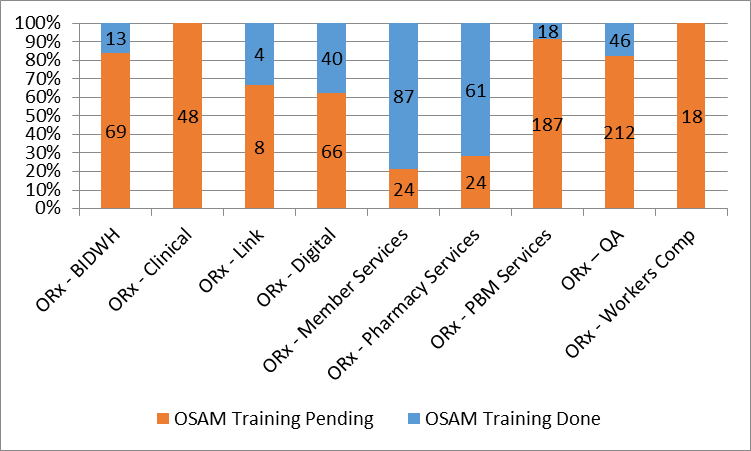 100%
90%
80%
70%
60%
50%
40%
30%
20%
10%
0%
13
69
48
4
8
40
66
87
24
61
24
18
187
46
212
18
ORx - BIDWH
ORx - Clinical
ORx - Link
ORx - Digital
ORx - Member Services
ORx - Pharmacy Services
ORx - PBM Services
ORx – QA
ORx - Workers Comp
OSAM Training Pending
OSAM Training Done